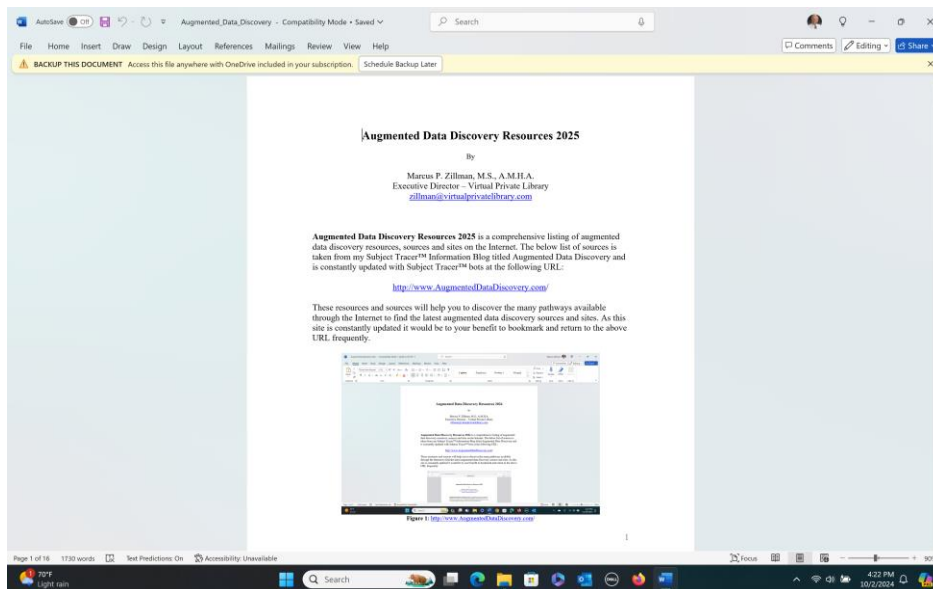 AutoSave Off
Augmented_Data_Discovery - Compatibility Mode • Saved
Search
File Home Insert Draw Design Layout References Mailings Review View Help
Comments Editing Share
BACKUP THIS DOCUMENT Access this file anywhere with OneDrive included in your subscription. Schedule Backup Later
Augmented Data Discovery Resources 2025
By
Marcus P. Zillman, M.S., A.M.H.A.
Executive Director – Virtual Private Library
zillman@virtualprivatelibrary.com
Augmented Data Discovery Resources 2025 is a comprehensive listing of augmented
data discovery resources, sources and sites on the Internet. The below list of sources is
taken from my Subject Tracer™ Information Blog titled Augmented Data Discovery and
is constantly updated with Subject Tracer™ bots at the following URL:
http://www.AugmentedDataDiscovery.com/
These resources and sources will help you to discover the many pathways available
through the Internet to find the latest augmented data discovery sources and sites. As this
site is constantly updated it would be to your benefit to bookmark and return to the above
URL frequently.
Augmented Data Discovery Resources 2024
Figure 1: http://www.AugmentedDataDiscovery.com/
1
Page 1 of 16 1730 words Text Predictions: On Accessibility: Unavailable
Focus
90%
1
70°F
Light rain
Search
4:22 PM
10/2/2024